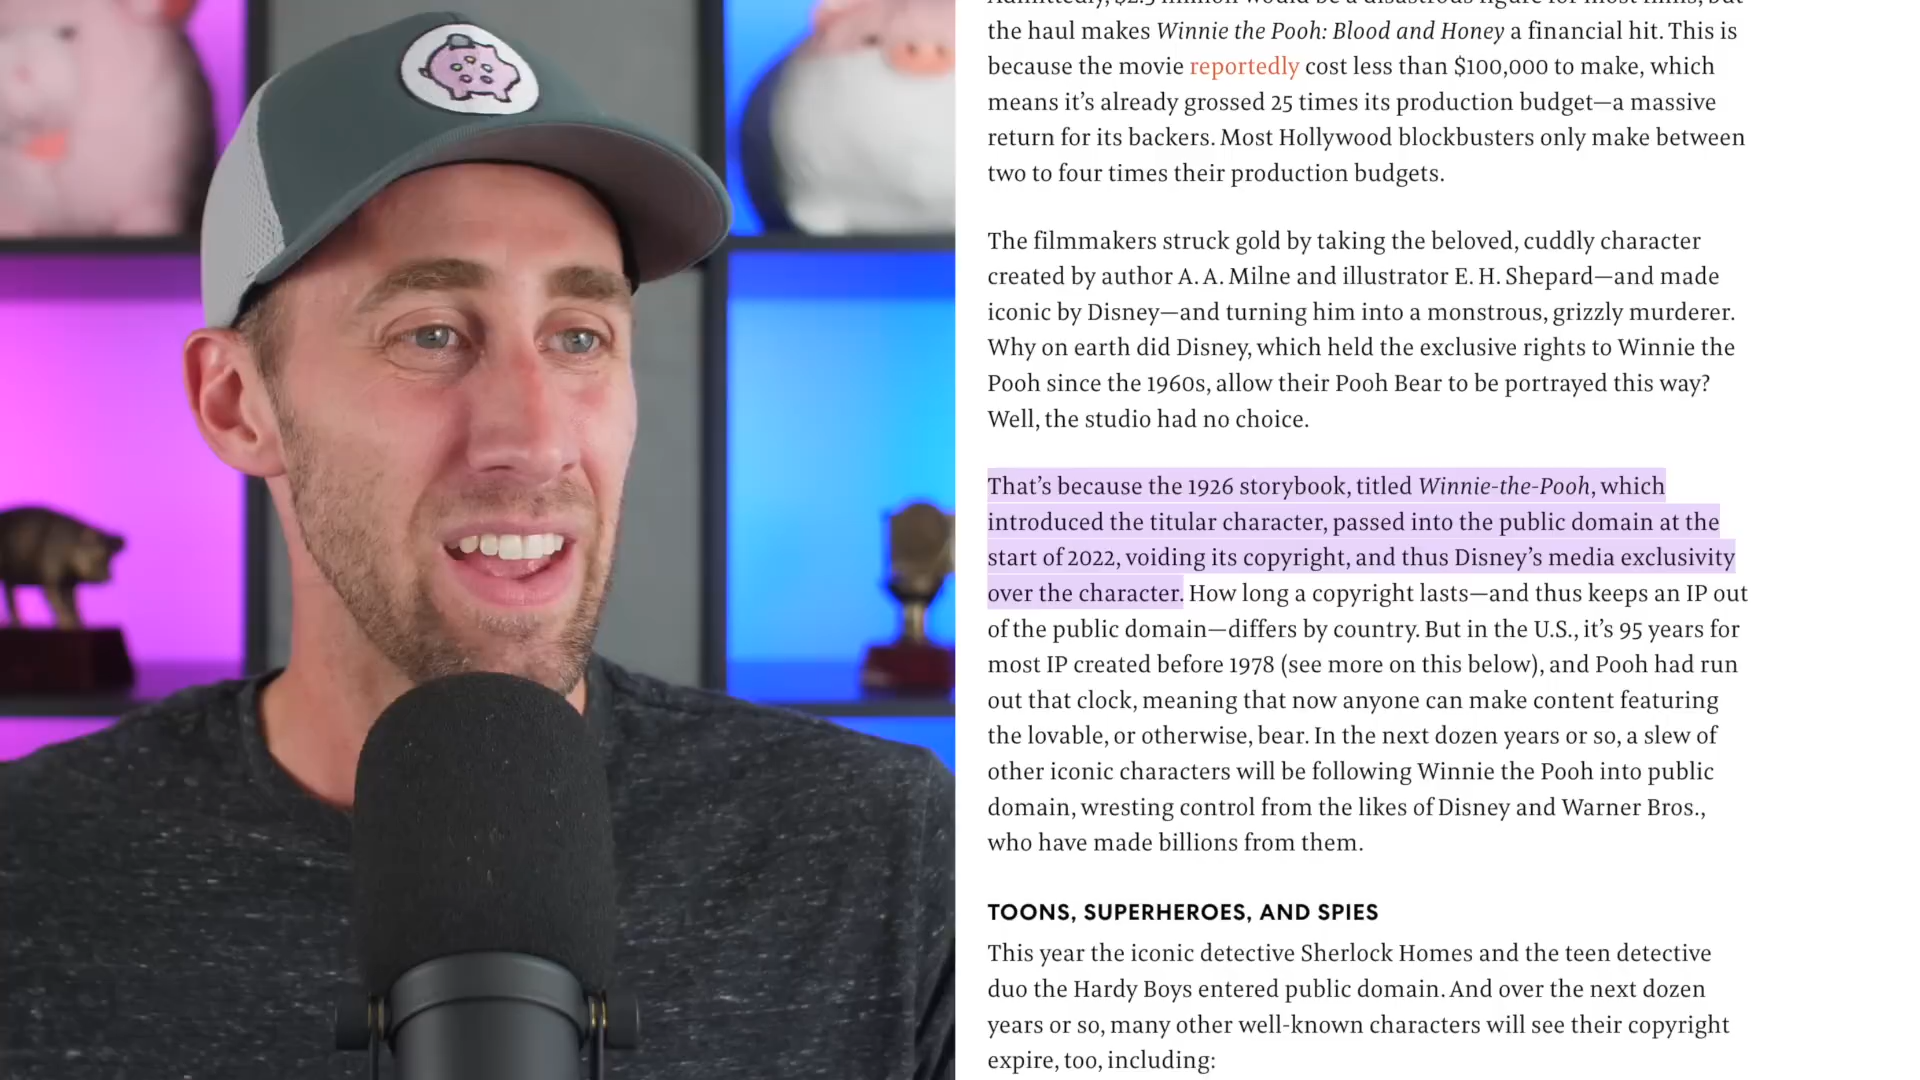 Admittedly, $2.5 million would be a disastrous figure for most films, but
the haul makes Winnie the Pooh: Blood and Honey a financial hit. This is
because the movie reportedly cost less than $100,000 to make, which
means it’s already grossed 25 times its production budget—a massive
return for its backers. Most Hollywood blockbusters only make between
two to four times their production budgets.
The filmmakers struck gold by taking the beloved, cuddly character
created by author A. A. Milne and illustrator E. H. Shepard—and made
iconic by Disney—and turning him into a monstrous, grizzly murderer.
Why on earth did Disney, which held the exclusive rights to Winnie the
Pooh since the 1960s, allow their Pooh Bear to be portrayed this way?
Well, the studio had no choice.
That’s because the 1926 storybook, titled Winnie-the-Pooh, which
introduced the titular character, passed into the public domain at the
start of 2022, voiding its copyright, and thus Disney’s media exclusivity
over the character. How long a copyright lasts—and thus keeps an IP out
of the public domain—differs by country. But in the U.S., it’s 95 years for
most IP created before 1978 (see more on this below), and Pooh had run
out that clock, meaning that now anyone can make content featuring
the lovable, or otherwise, bear. In the next dozen years or so, a slew of
other iconic characters will be following Winnie the Pooh into public
domain, wresting control from the likes of Disney and Warner Bros.,
who have made billions from them.
TOONS, SUPERHEROES, AND SPIES
This year the iconic detective Sherlock Homes and the teen detective
duo the Hardy Boys entered public domain. And over the next dozen
years or so, many other well-known characters will see their copyright
expire, too, including: